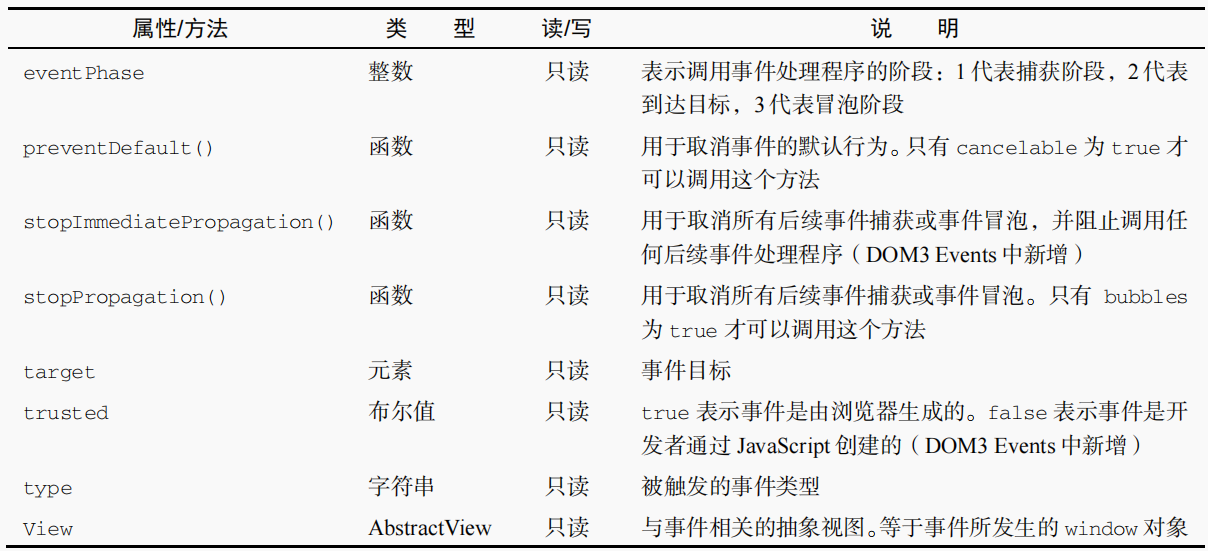 属性/方法 类 型 读/写 说 明
eventPhase 整数 只读 表示调用事件处理程序的阶段：1 代表捕获阶段，2 代表
到达目标，3 代表冒泡阶段
preventDefault() 函数 只读 用于取消事件的默认行为。只有 cancelable 为 true 才
可以调用这个方法
stopImmediatePropagation() 函数 只读 用于取消所有后续事件捕获或事件冒泡，并阻止调用任
何后续事件处理程序（DOM3 Events 中新增）
stopPropagation() 函数 只读 用于取消所有后续事件捕获或事件冒泡。只有 bubbles
为 true 才可以调用这个方法
target 元素 只读 事件目标
trusted 布尔值 只读 true 表示事件是由浏览器生成的。false 表示事件是开
发者通过 JavaScript 创建的（DOM3 Events 中新增）
type 字符串 只读 被触发的事件类型
View AbstractView 只读 与事件相关的抽象视图。等于事件所发生的 window 对象